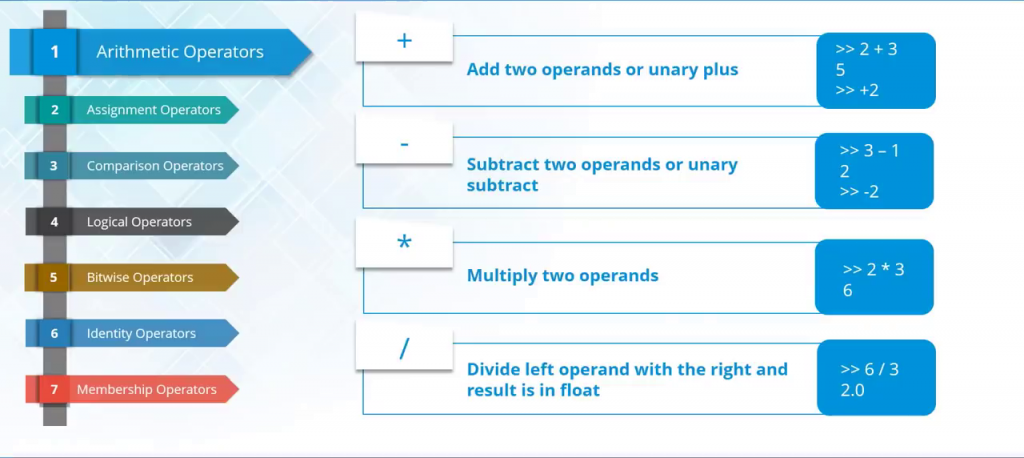 1 Arithmetic Operators
2 Assignment Operators
3 Comparison Operators
4 Logical Operators
5 Bitwise Operators
6 Identity Operators
7 Membership Operators
+
Add two operands or unary plus
>> 2 + 3
5
>> +2
-
Subtract two operands or unary
subtract
>> 3 – 1
2
>> -2
*
Multiply two operands
>> 2 * 3
6
/
Divide left operand with the right and
result is in float
>> 6 / 3
2.0